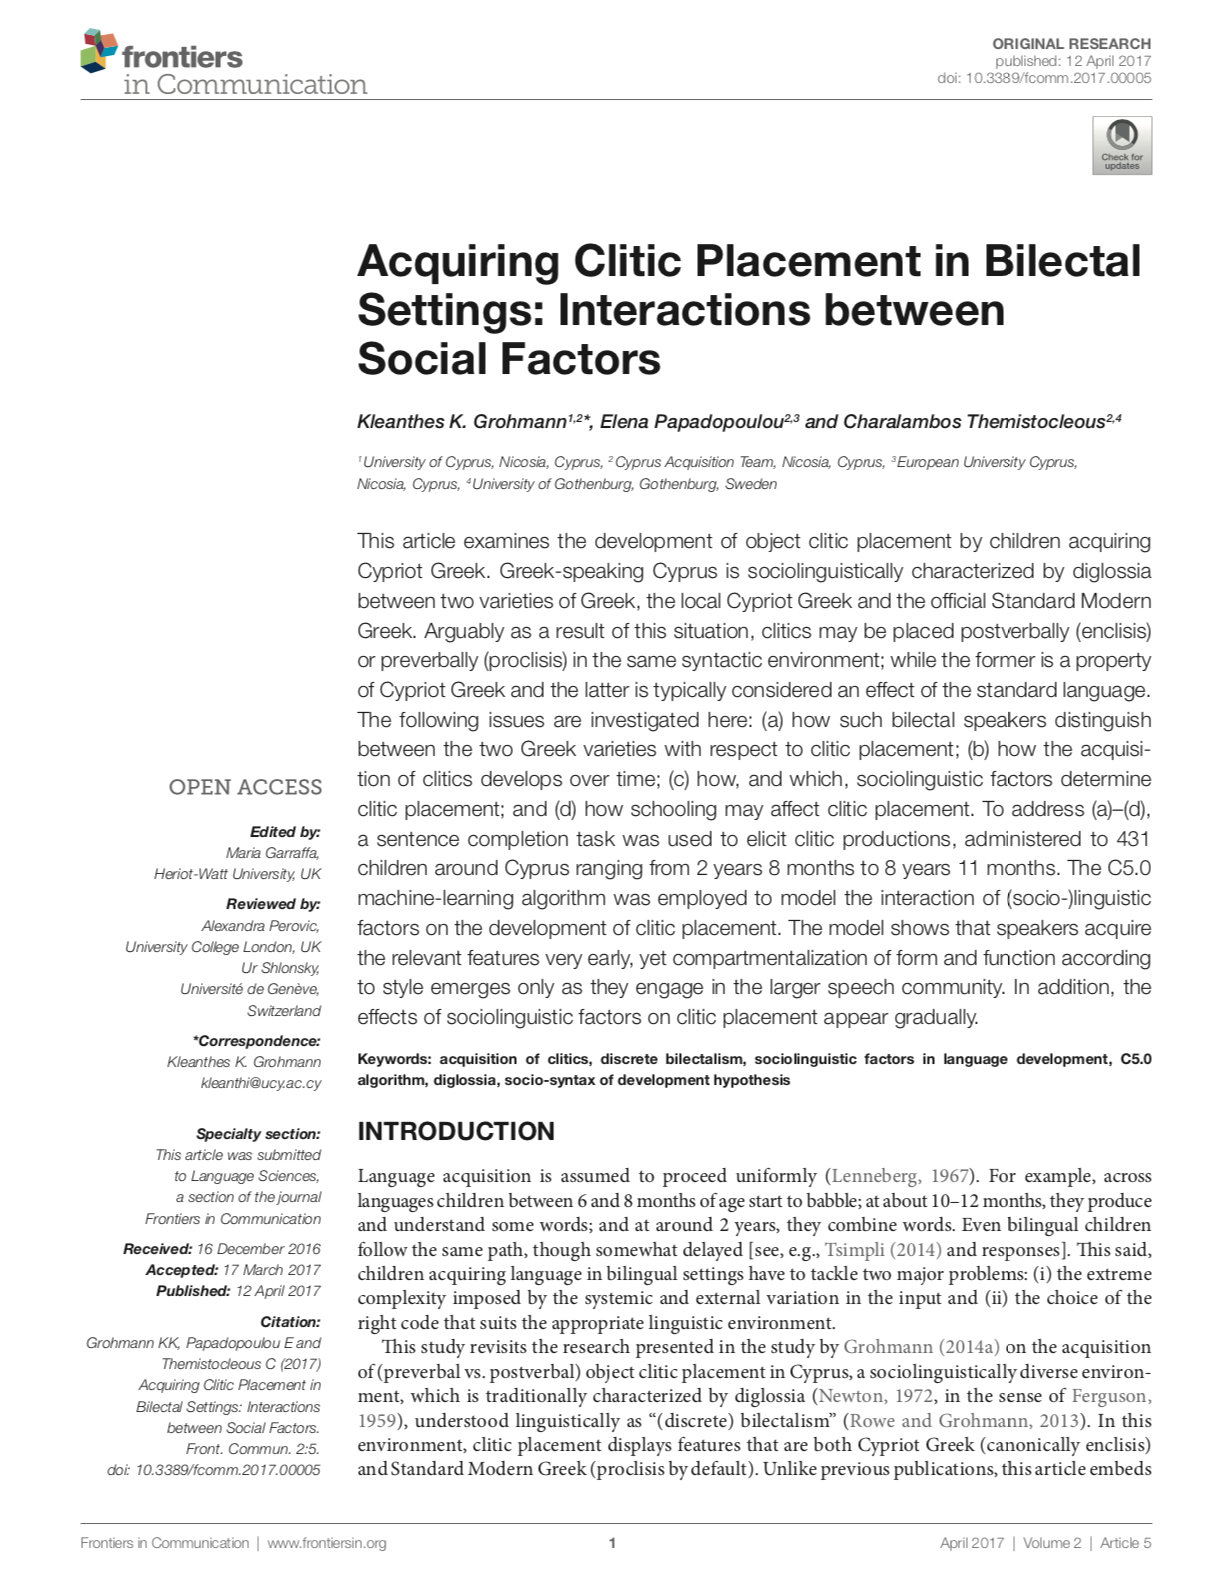 frontiers
in Communication
ORIGINAL RESEARCH
published: 12 April 2017
doi: 10.3389/fcomm.2017.00005
Check for
updates
Acquiring Clitic Placement in Bilectal
Settings: Interactions between
Social Factors
Kleanthes K. Grohmann1,2*, Elena Papadopoulou2,3 and Charalambos Themistocleous2,4
1 University of Cyprus, Nicosia, Cyprus, 2 Cyprus Acquisition Team, Nicosia, Cyprus, 3 European University Cyprus,
Nicosia, Cyprus, 4 University of Gothenburg, Gothenburg, Sweden
This article examines the development of object clitic placement by children acquiring
Cypriot Greek. Greek-speaking Cyprus is sociolinguistically characterized by diglossia
between two varieties of Greek, the local Cypriot Greek and the official Standard Modern
Greek. Arguably as a result of this situation, clitics may be placed postverbally (enclisis)
or preverbally (proclisis) in the same syntactic environment; while the former is a property
of Cypriot Greek and the latter is typically considered an effect of the standard language.
The following issues are investigated here: (a) how such bilectal speakers distinguish
between the two Greek varieties with respect to clitic placement; (b) how the acquisi-
tion of clitics develops over time; (c) how, and which, sociolinguistic factors determine
clitic placement; and (d) how schooling may affect clitic placement. To address (a)–(d),
a sentence completion task was used to elicit clitic productions, administered to 431
children around Cyprus ranging from 2 years 8 months to 8 years 11 months. The C5.0
machine-learning algorithm was employed to model the interaction of (socio-)linguistic
factors on the development of clitic placement. The model shows that speakers acquire
the relevant features very early, yet compartmentalization of form and function according
to style emerges only as they engage in the larger speech community. In addition, the
effects of sociolinguistic factors on clitic placement appear gradually.
Keywords: acquisition of clitics, discrete bilectalism, sociolinguistic factors in language development, C5.0
algorithm, diglossia, socio-syntax of development hypothesis
OPEN ACCESS
Edited by:
Maria Garraffa,
Heriot-Watt University, UK
Reviewed by:
Alexandra Perovic,
University College London, UK
Ur Shlonsky,
Université de Genève,
Switzerland
*Correspondence:
Kleanthes K. Grohmann
kleanthi@ucy.ac.cy
Specialty section:
This article was submitted
to Language Sciences,
a section of the journal
Frontiers in Communication
Received: 16 December 2016
Accepted: 17 March 2017
Published: 12 April 2017
Citation:
Grohmann KK, Papadopoulou E and
Themistocleous C (2017)
Acquiring Clitic Placement in
Bilectal Settings: Interactions
between Social Factors.
Front. Commun. 2:5.
doi: 10.3389/fcomm.2017.00005
INTRODUCTION
Language acquisition is assumed to proceed uniformly (Lenneberg, 1967). For example, across
languages children between 6 and 8 months of age start to babble; at about 10–12 months, they produce
and understand some words; and at around 2 years, they combine words. Even bilingual children
follow the same path, though somewhat delayed [see, e.g., Tsimpli (2014) and responses]. This said,
children acquiring language in bilingual settings have to tackle two major problems: (i) the extreme
complexity imposed by the systemic and external variation in the input and (ii) the choice of the
right code that suits the appropriate linguistic environment.
This study revisits the research presented in the study by Grohmann (2014a) on the acquisition
of (preverbal vs. postverbal) object clitic placement in Cyprus, a sociolinguistically diverse environ-
ment, which is traditionally characterized by diglossia (Newton, 1972, in the sense of Ferguson,
1959), understood linguistically as “(discrete) bilectalism” (Rowe and Grohmann, 2013). In this
environment, clitic placement displays features that are both Cypriot Greek (canonically enclisis)
and Standard Modern Greek (proclisis by default). Unlike previous publications, this article embeds
Frontiers in Communication | www.frontiersin.org
1
April 2017 | Volume 2 | Article 5